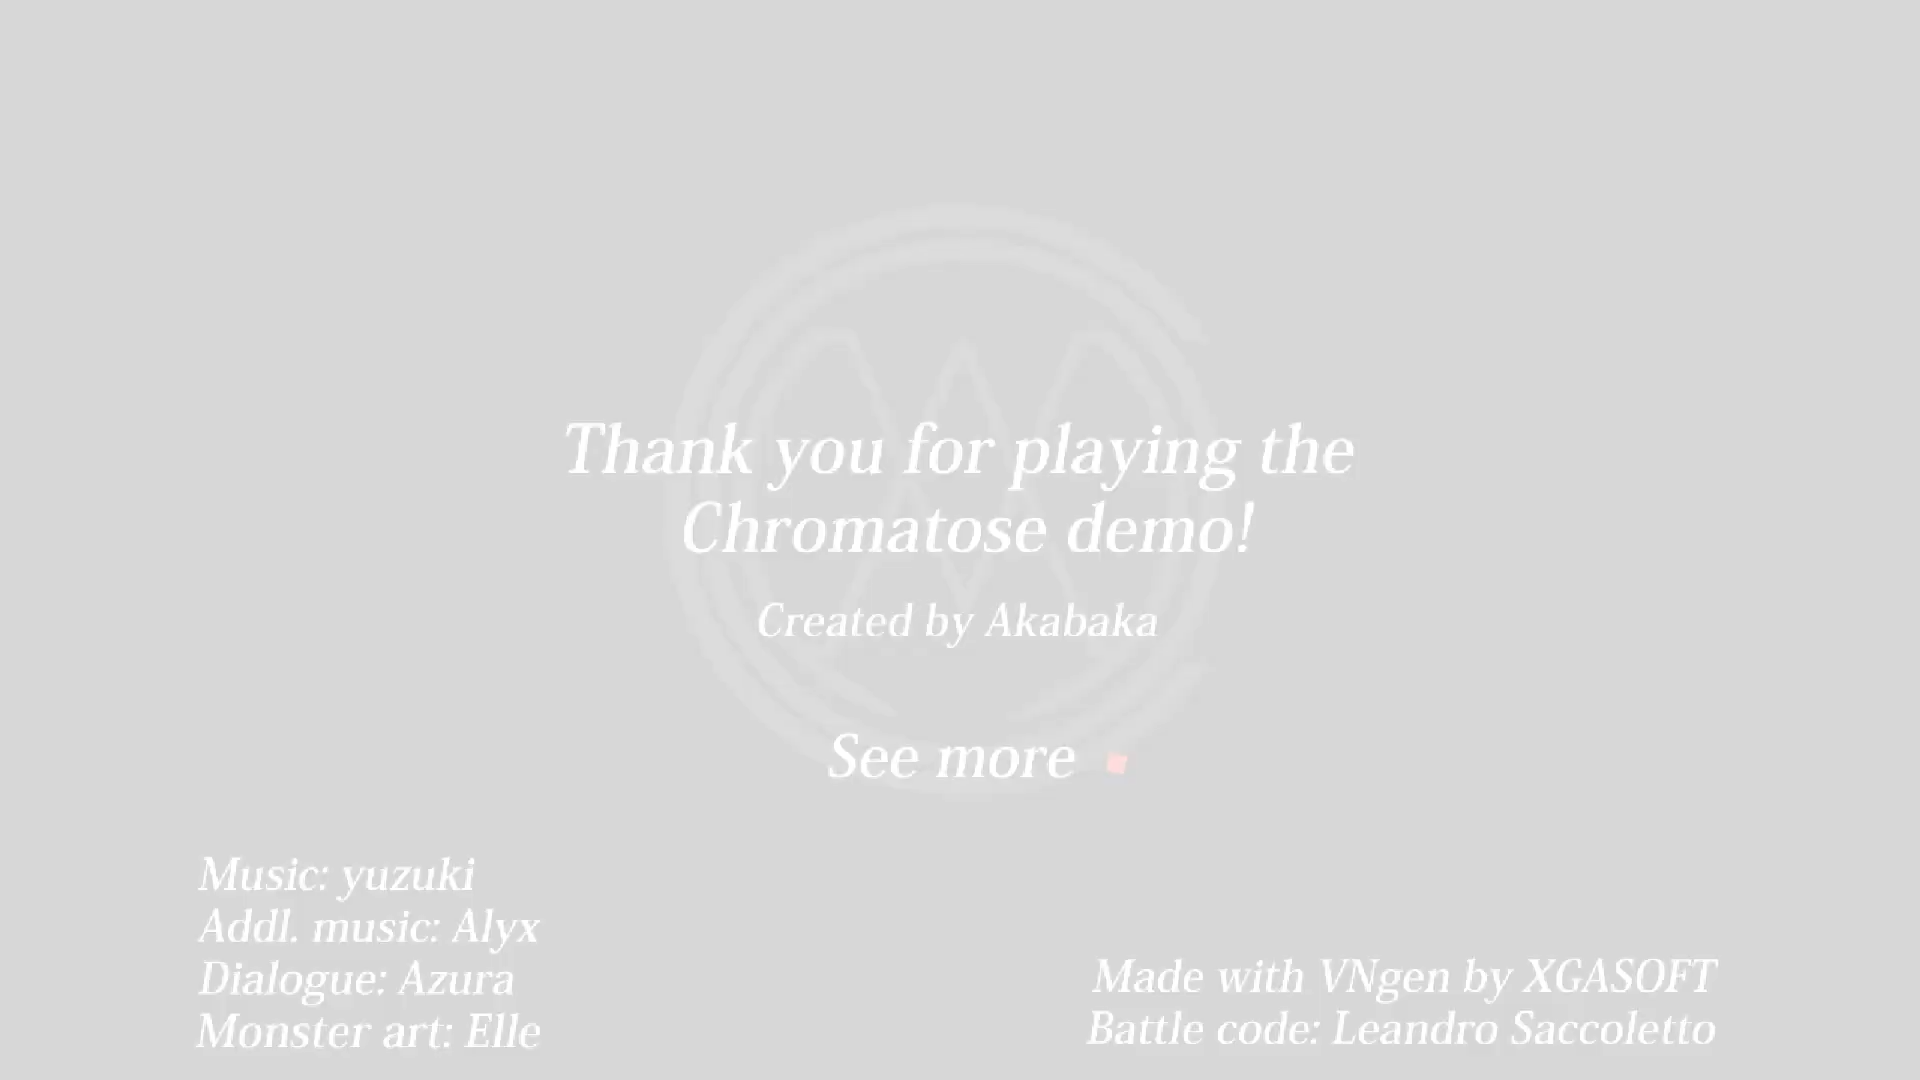 Thank you for playing the
Chromatose demo!
Created by Akabaka
See more
Music: yuzuki
Addl. music: Alyx
Dialogue: Azura
Monster art: Elle
Made with VNgen by XGASOFT
Battle code: Leandro Saccoletto